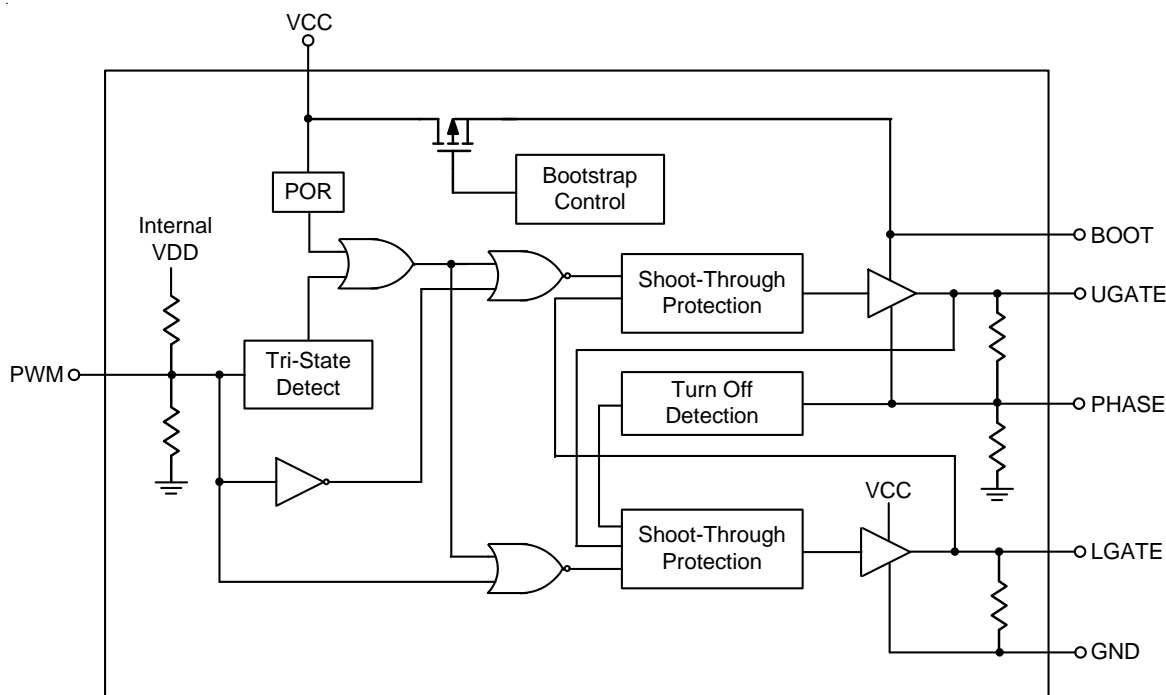 VCC
POR
Bootstrap
Control
Internal
VDD
BOOT
Shoot-Through
Protection
UGATE
PWM
Tri-State
Detect
Turn Off
Detection
PHASE
VCC
Shoot-Through
Protection
LGATE
GND